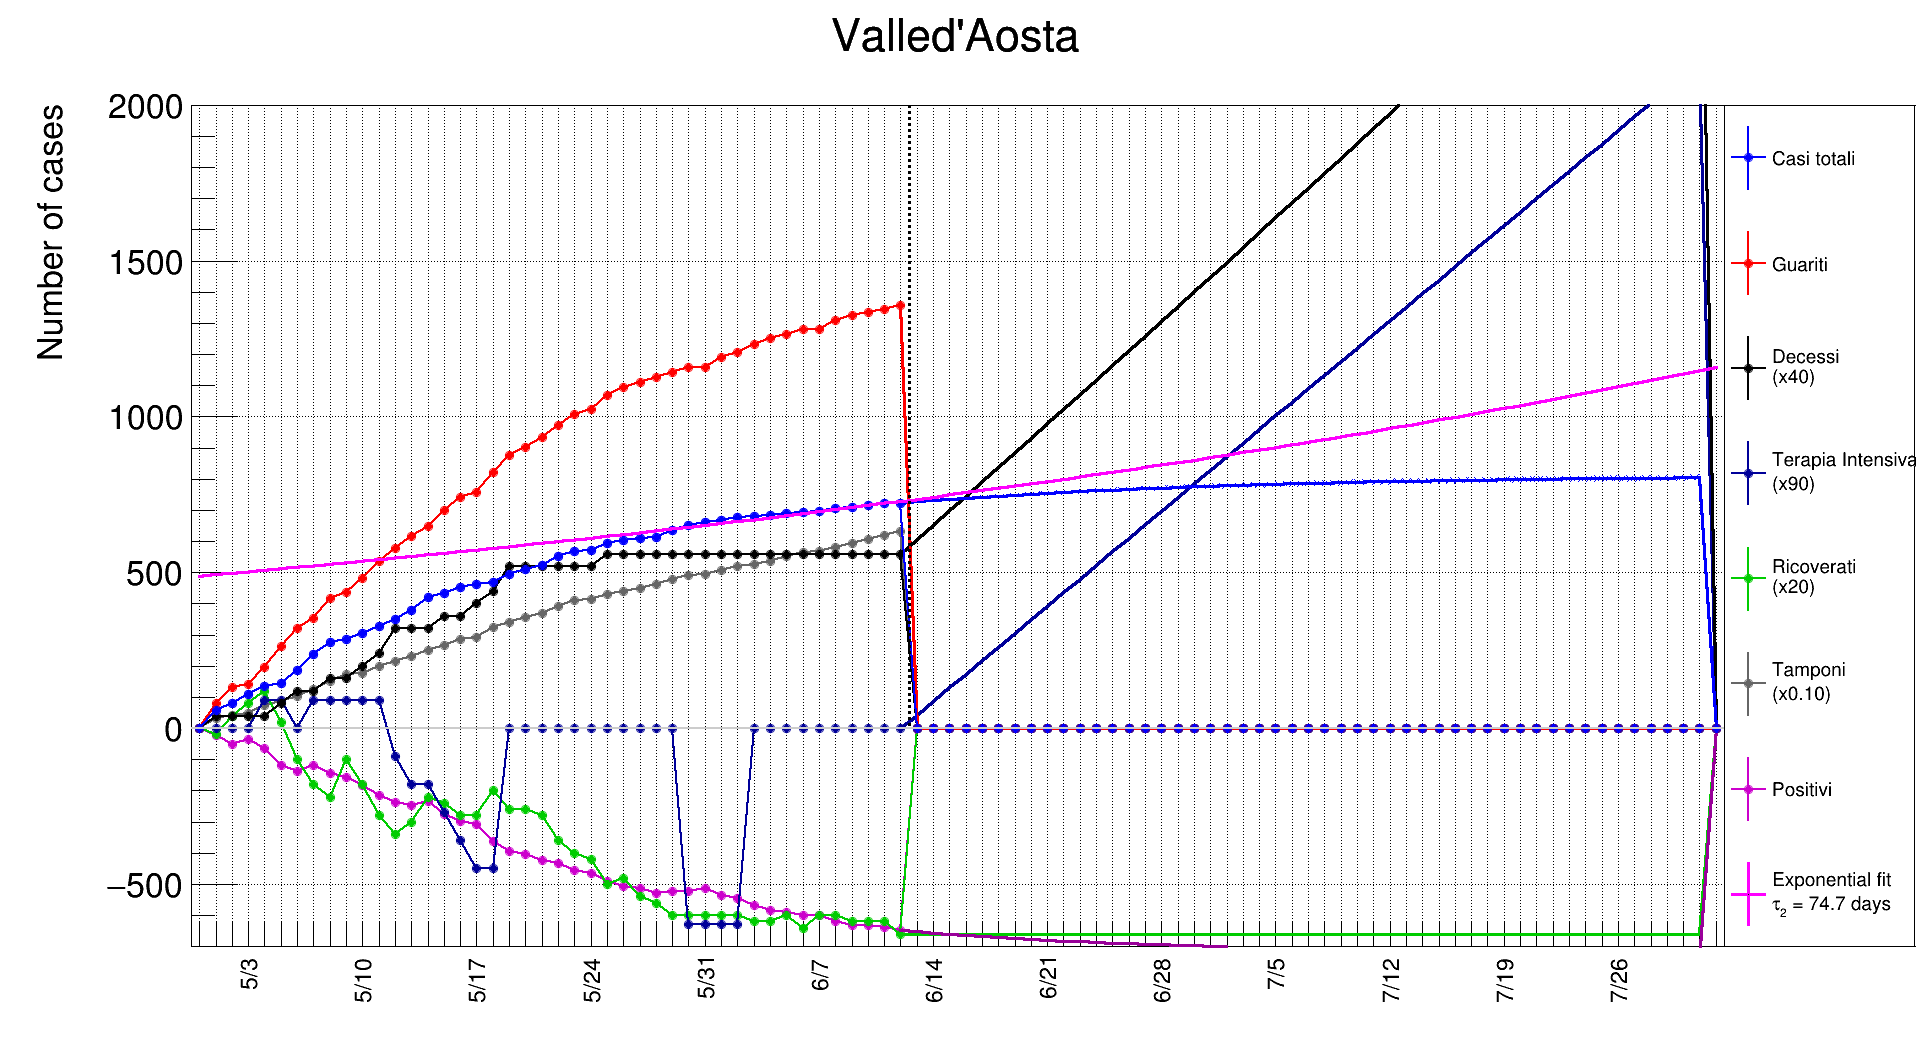 Valled'Aosta
Number of cases
2000
1500
1000
500
0
−500
5/3
5/10
5/17
5/24
5/31
6/7
6/14
6/21
6/28
7/5
7/12
7/19
7/26
Casi totali
Guariti
Decessi
(x40)
Terapia Intensiva
(x90)
Ricoverati
(x20)
Tamponi
(x0.10)
Positivi
Exponential fit
τ2 = 74.7 days